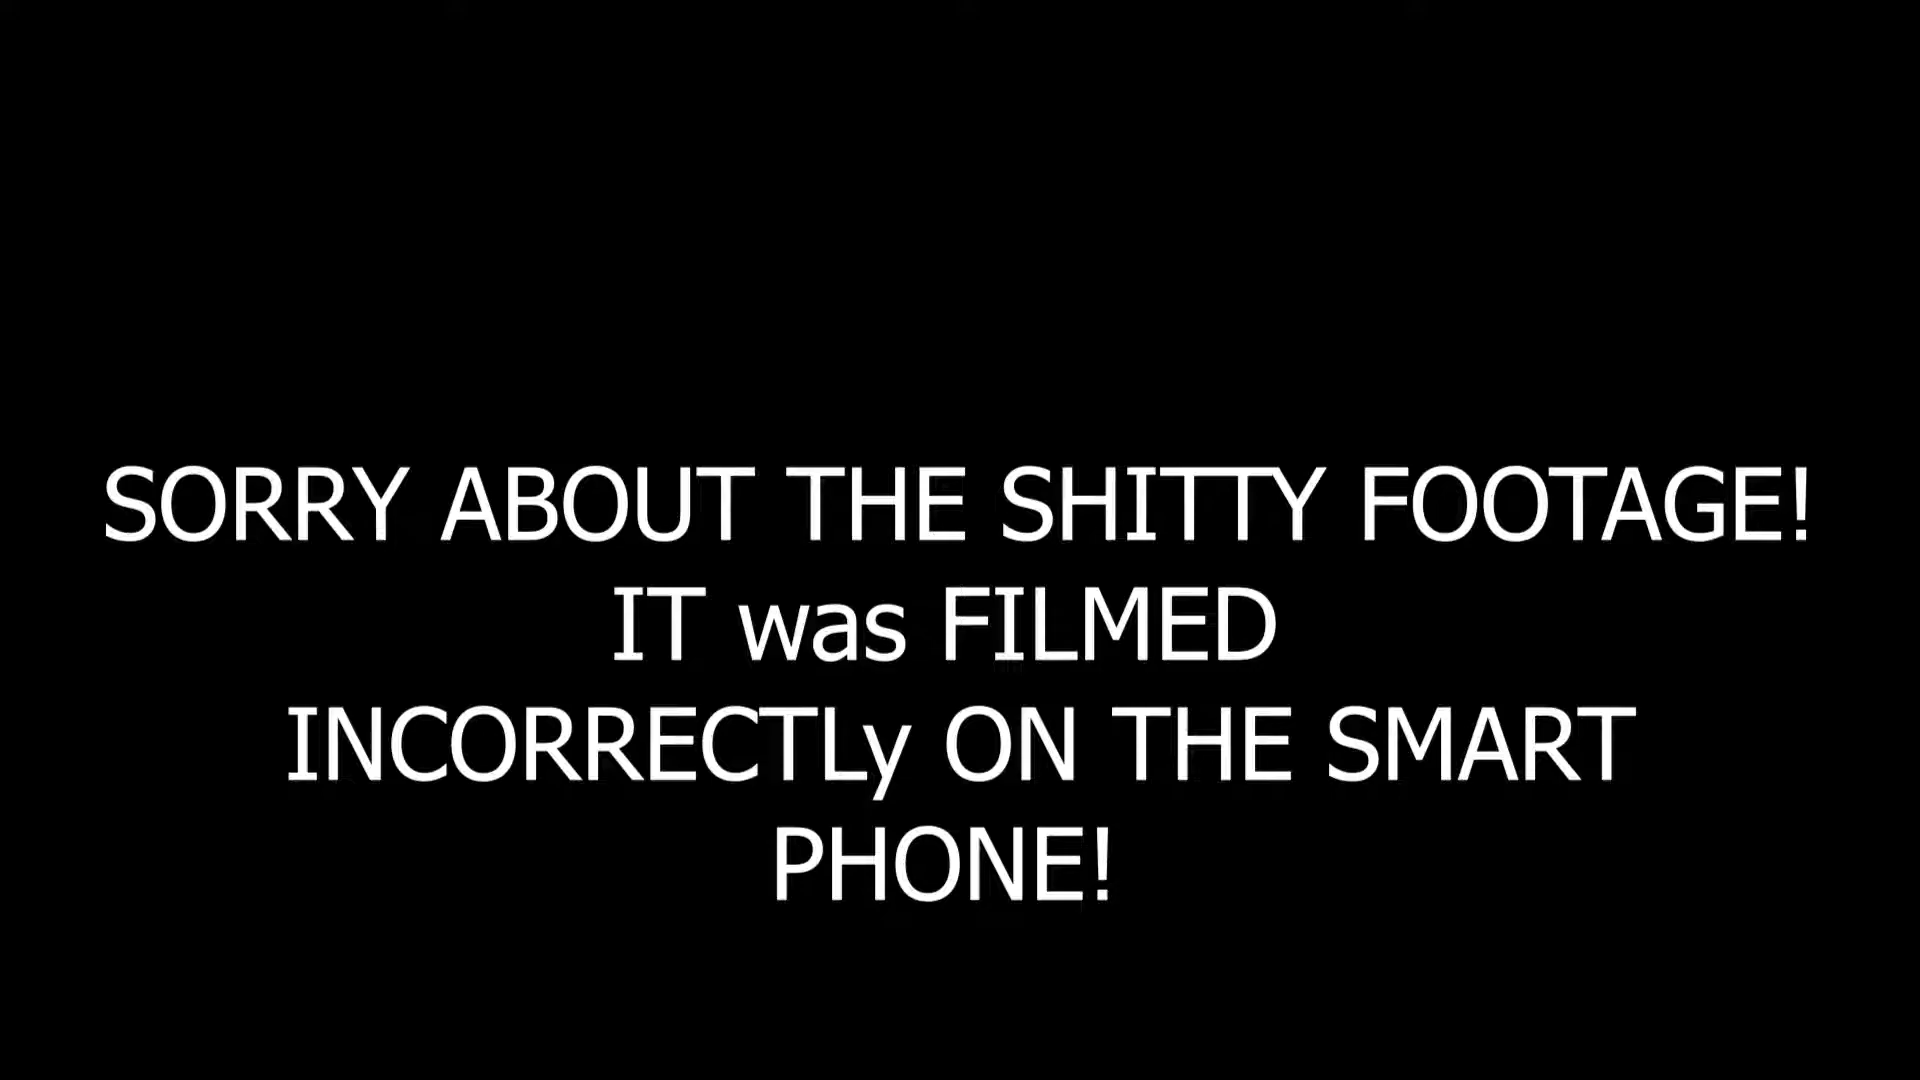 SORRY ABOUT THE SHITTY FOOTAGE!
IT was FILMED
INCORRECTLy ON THE SMART
PHONE!